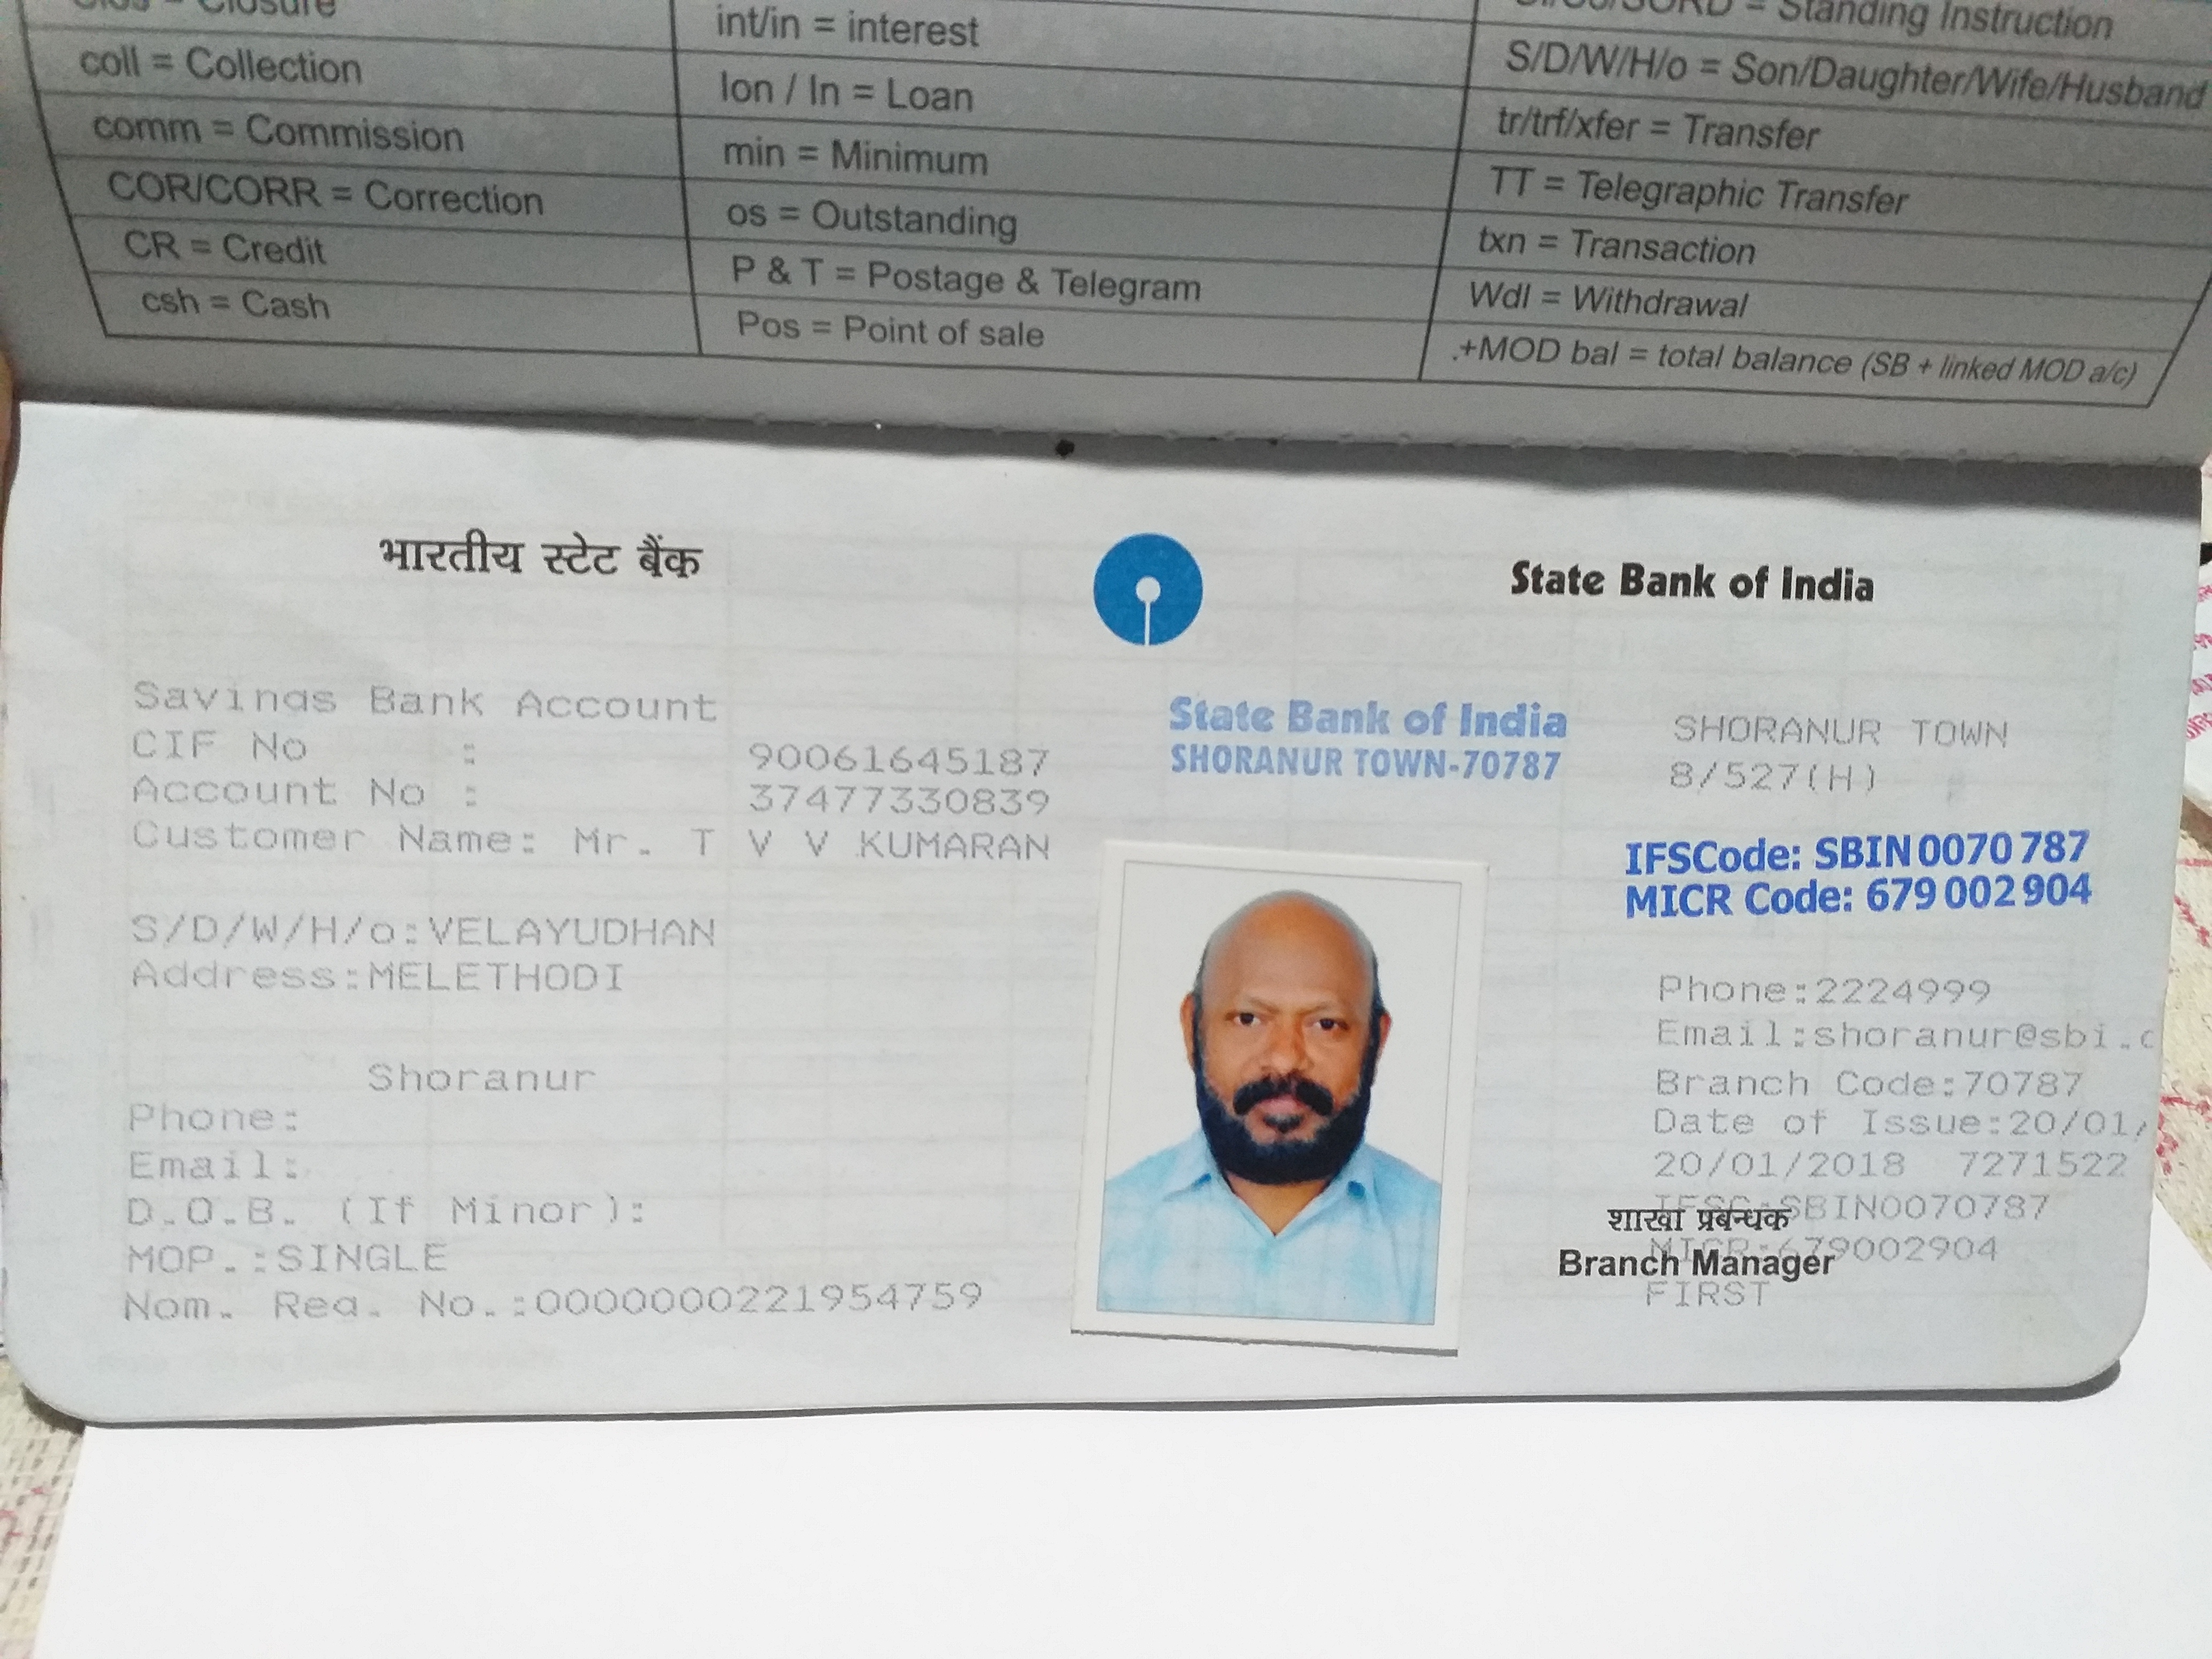 = Closure
coll = Collection
comm = Commission
COR/CORR = Correction
CR = Credit
csh = Cash
int/in = interest
lon / ln = Loan
min = Minimum
os = Outstanding
P & T = Postage & Telegram
Pos = Point of sale
= Standing Instruction
S/D/W/H/o = Son/Daughter/Wife/Husband
tr/trf/xfer = Transfer
TT = Telegraphic Transfer
txn = Transaction
Wdl = Withdrawal
.+MOD bal = total balance (SB + linked MOD a/c)
भारतीय स्टेट बैंक
State Bank of India
Savings Bank Account
CIF No : 90061645187
Account No : 37477330839
Customer Name: Mr. T V V KUMARAN
S/D/W/H/o:VELAYUDHAN
Address:MELETHODI
Shoranur
Phone:
Email:
D.O.B. (If Minor):
MOP.:SINGLE
Nom. Reg. No.:0000000221954759
State Bank of India
SHORANUR TOWN-70787
SHORANUR TOWN
8/527(H)
IFSCode: SBIN0070787
MICR Code: 679002904
Phone:2224999
Email:shoranur@sbi.c
Branch Code:70787
Date of Issue:20/01/
20/01/2018 7271522
IFSC:SBIN0070787
शाखा प्रबन्धक
MICR:679002904
Branch Manager
FIRST